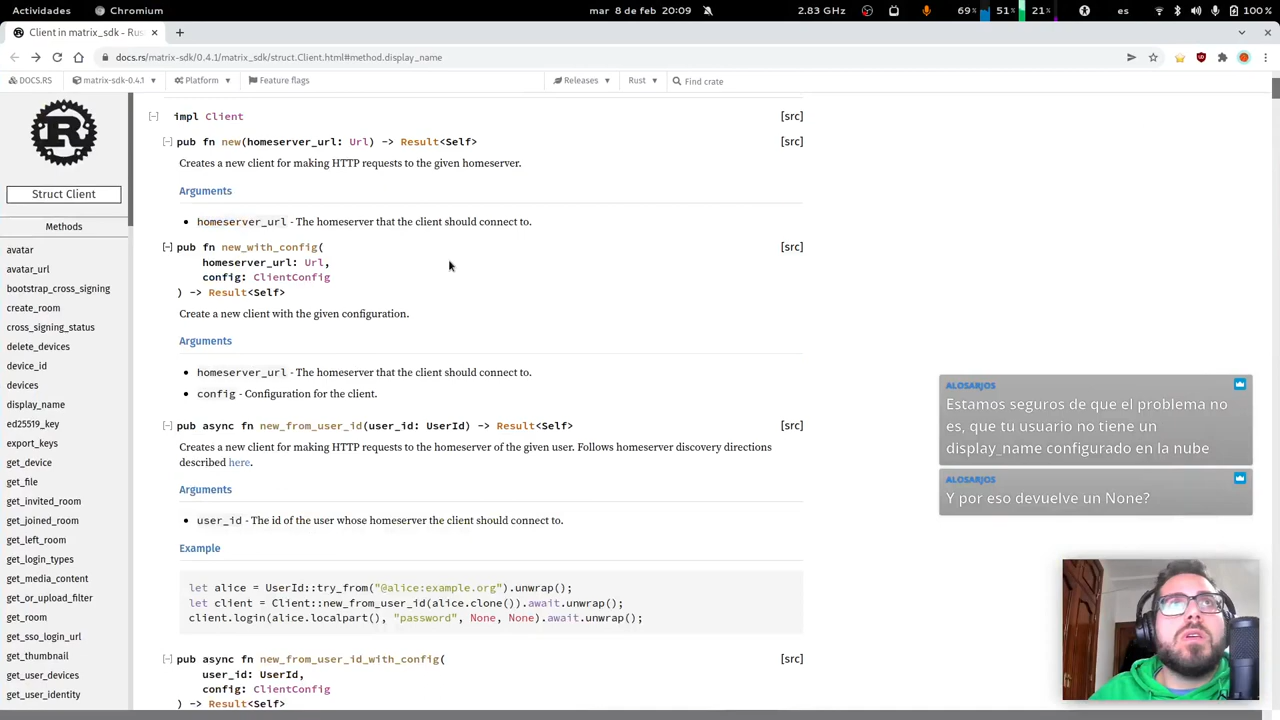 Actividades
Chromium
mar 8 de feb 20:09
2.83 GHz
69%
51%
21%
es
100 %
Client in matrix_sdk - Rus
docs.rs/matrix-sdk/0.4.1/matrix_sdk/struct.Client.html#method.display_name
DOCS.RS
matrix-sdk-0.4.1
Platform
Feature flags
Releases
Rust
Find crate
Struct Client
Methods
avatar
avatar_url
bootstrap_cross_signing
create_room
cross_signing_status
delete_devices
device_id
devices
display_name
ed25519_key
export_keys
get_device
get_file
get_invited_room
get_joined_room
get_left_room
get_login_types
get_media_content
get_or_upload_filter
get_room
get_sso_login_url
get_thumbnail
get_user_devices
get_user_identity
[-] impl Client [src]
[-] pub fn new(homeserver_url: Url) -> Result<Self> [src]
Creates a new client for making HTTP requests to the given homeserver.
Arguments
• homeserver_url - The homeserver that the client should connect to.
[-] pub fn new_with_config( [src]
homeserver_url: Url,
config: ClientConfig
) -> Result<Self>
Create a new client with the given configuration.
Arguments
• homeserver_url - The homeserver that the client should connect to.
• config - Configuration for the client.
[-] pub async fn new_from_user_id(user_id: UserId) -> Result<Self> [src]
Creates a new client for making HTTP requests to the homeserver of the given user. Follows homeserver discovery directions
described here.
Arguments
• user_id - The id of the user whose homeserver the client should connect to.
Example
let alice = UserId::try_from("@alice:example.org").unwrap();
let client = Client::new_from_user_id(alice.clone()).await.unwrap();
client.login(alice.localpart(), "password", None, None).await.unwrap();
[-] pub async fn new_from_user_id_with_config( [src]
user_id: UserId,
config: ClientConfig
) -> Result<Self>
ALOSARJOS
Estamos seguros de que el problema no
es, que tu usuario no tiene un
display_name configurado en la nube
ALOSARJOS
Y por eso devuelve un None?